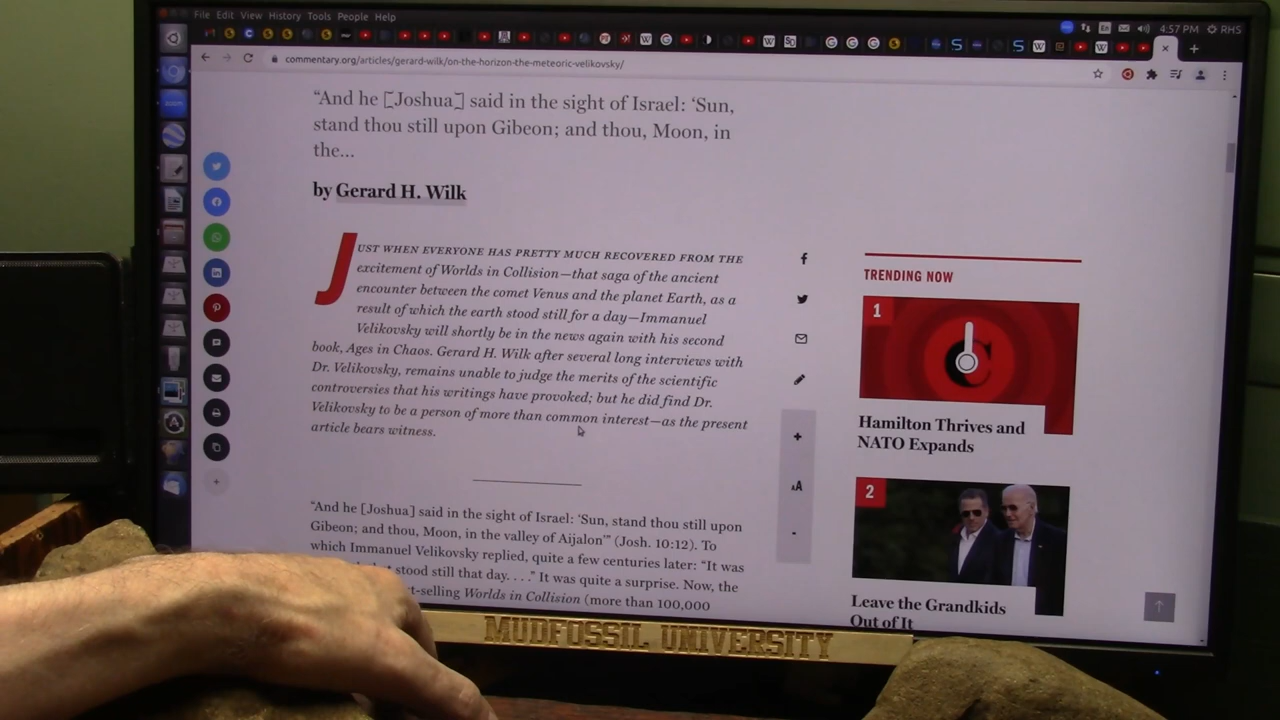 File Edit View History Tools People Help
4:57 PM RHS
commentary.org/articles/gerard-wilk/on-the-horizon-the-meteoric-velikovsky/
“And he [Joshua] said in the sight of Israel: ‘Sun,
stand thou still upon Gibeon; and thou, Moon, in
the...
by Gerard H. Wilk
JUST WHEN EVERYONE HAS PRETTY MUCH RECOVERED FROM THE
excitement of Worlds in Collision—that saga of the ancient
encounter between the comet Venus and the planet Earth, as a
result of which the earth stood still for a day—Immanuel
Velikovsky will shortly be in the news again with his second
book, Ages in Chaos. Gerard H. Wilk after several long interviews with
Dr. Velikovsky, remains unable to judge the merits of the scientific
controversies that his writings have provoked; but he did find Dr.
Velikovsky to be a person of more than common interest—as the present
article bears witness.
“And he [Joshua] said in the sight of Israel: ‘Sun, stand thou still upon
Gibeon; and thou, Moon, in the valley of Aijalon’” (Josh. 10:12). To
which Immanuel Velikovsky replied, quite a few centuries later: “It was
stood still that day. . . .” It was quite a surprise. Now, the
-selling Worlds in Collision (more than 100,000
AA
TRENDING NOW
1
Hamilton Thrives and
NATO Expands
2
Leave the Grandkids
Out of It
MUDFOSSIL UNIVERSITY